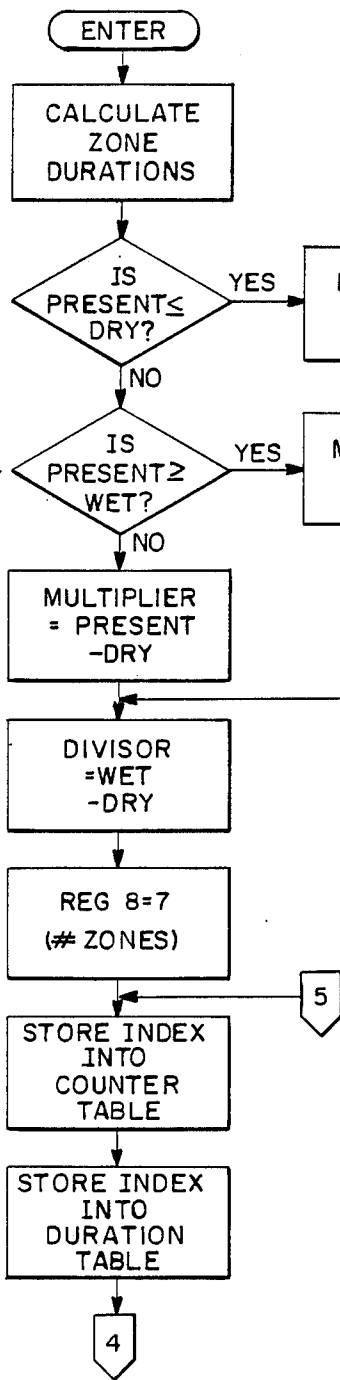 ENTER
CALCULATE
ZONE
DURATIONS
IS
PRESENT≤
DRY?
YES
NO
IS
PRESENT≥
WET?
YES
NO
MULTIPLIER
= PRESENT
-DRY
DIVISOR
=WET
-DRY
REG 8=7
(# ZONES)
5
STORE INDEX
INTO
COUNTER
TABLE
STORE INDEX
INTO
DURATION
TABLE
4